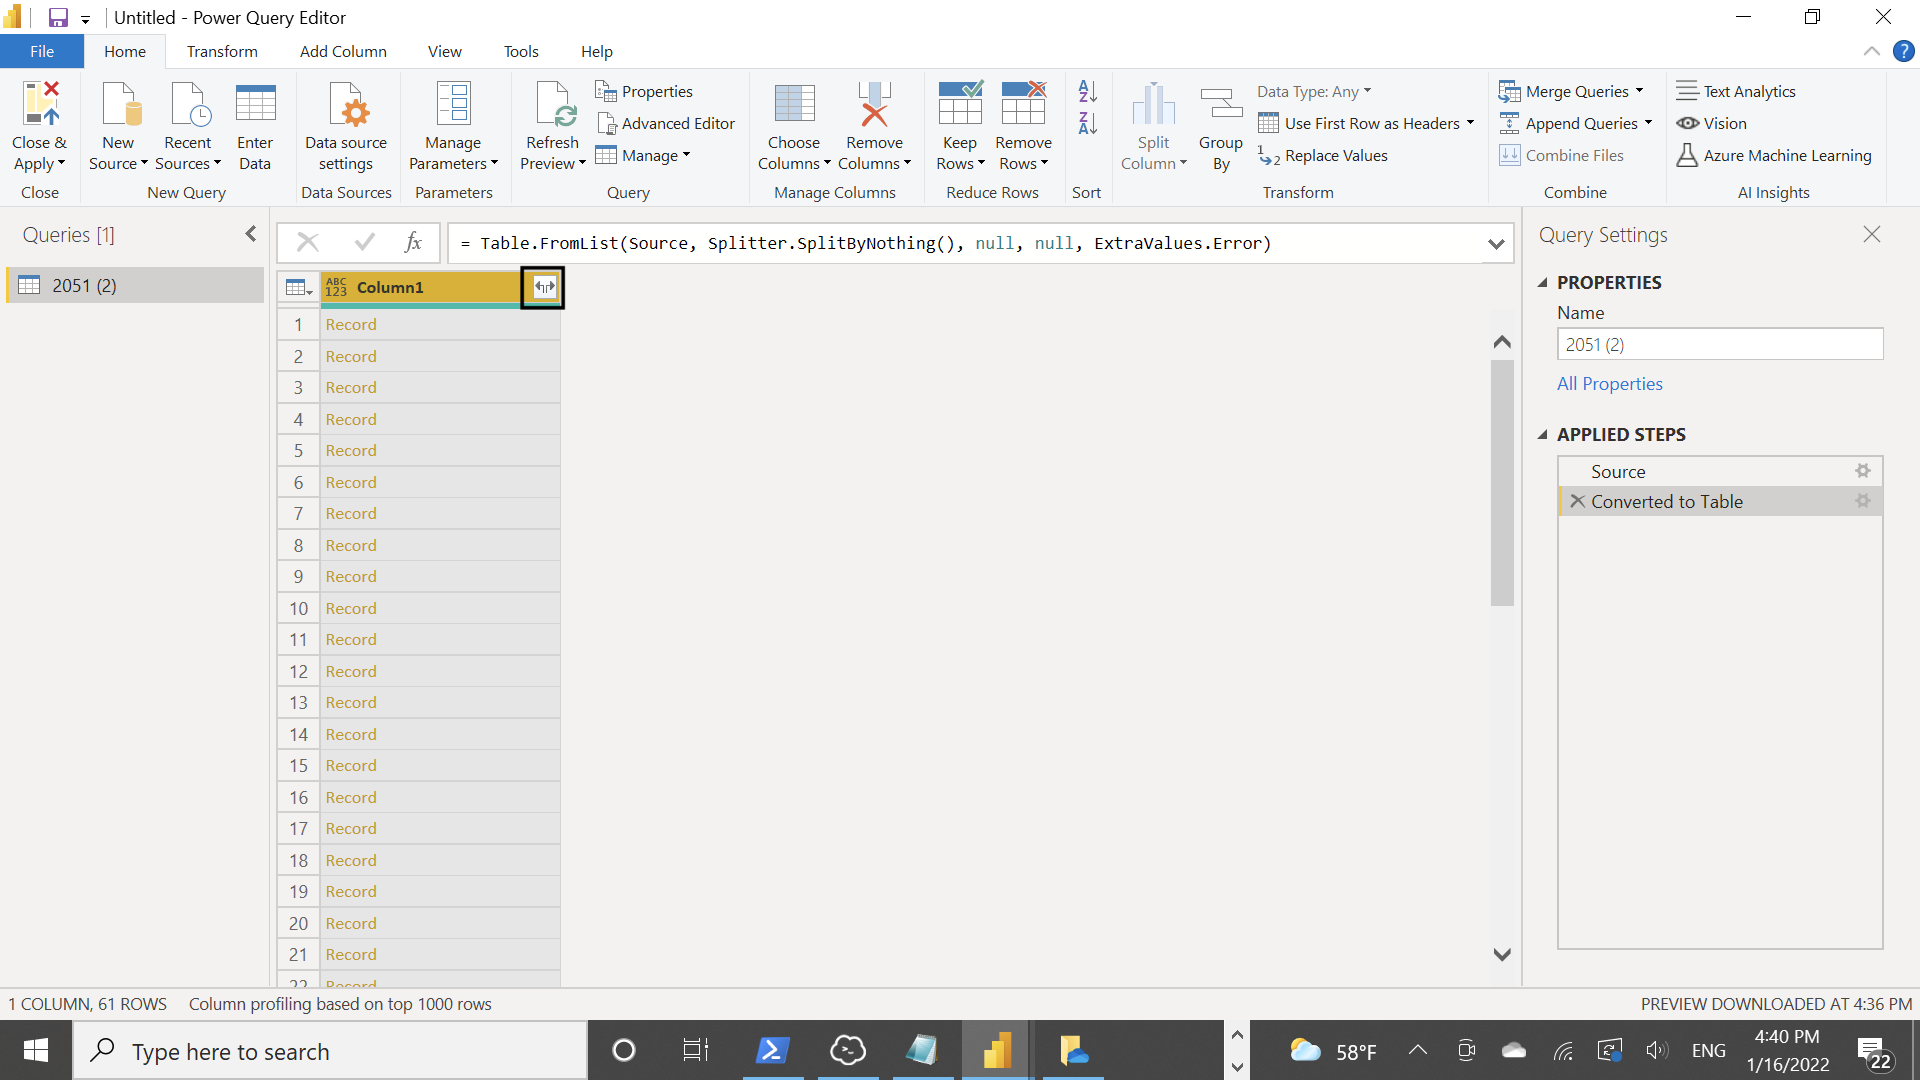 Untitled - Power Query Editor
File Home Transform Add Column View Tools Help
Close & Apply
Close
New Source
Recent Sources
Enter Data
New Query
Data source settings
Data Sources
Manage Parameters
Parameters
Refresh Preview
Properties
Advanced Editor
Manage
Query
Choose Columns
Remove Columns
Manage Columns
Keep Rows
Remove Rows
Reduce Rows
Sort
Split Column
Group By
Data Type: Any
Use First Row as Headers
Replace Values
Transform
Merge Queries
Append Queries
Combine Files
Combine
Text Analytics
Vision
Azure Machine Learning
AI Insights
Queries [1]
2051 (2)
fx
= Table.FromList(Source, Splitter.SplitByNothing(), null, null, ExtraValues.Error)
ABC 123 Column1
1 Record
2 Record
3 Record
4 Record
5 Record
6 Record
7 Record
8 Record
9 Record
10 Record
11 Record
12 Record
13 Record
14 Record
15 Record
16 Record
17 Record
18 Record
19 Record
20 Record
21 Record
22 Record
Query Settings
PROPERTIES
Name
2051 (2)
All Properties
APPLIED STEPS
Source
Converted to Table
1 COLUMN, 61 ROWS Column profiling based on top 1000 rows
PREVIEW DOWNLOADED AT 4:36 PM
Type here to search
58°F
ENG
4:40 PM
1/16/2022
22